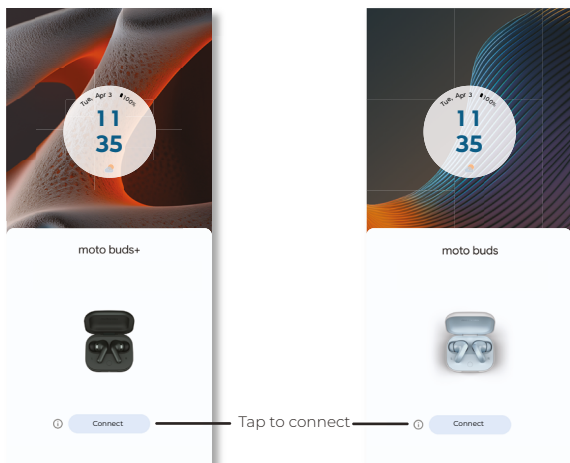 Tue, Apr 3 100%
11
35
moto buds+
Connect
Tap to connect
Tue, Apr 3 100%
11
35
moto buds
Connect